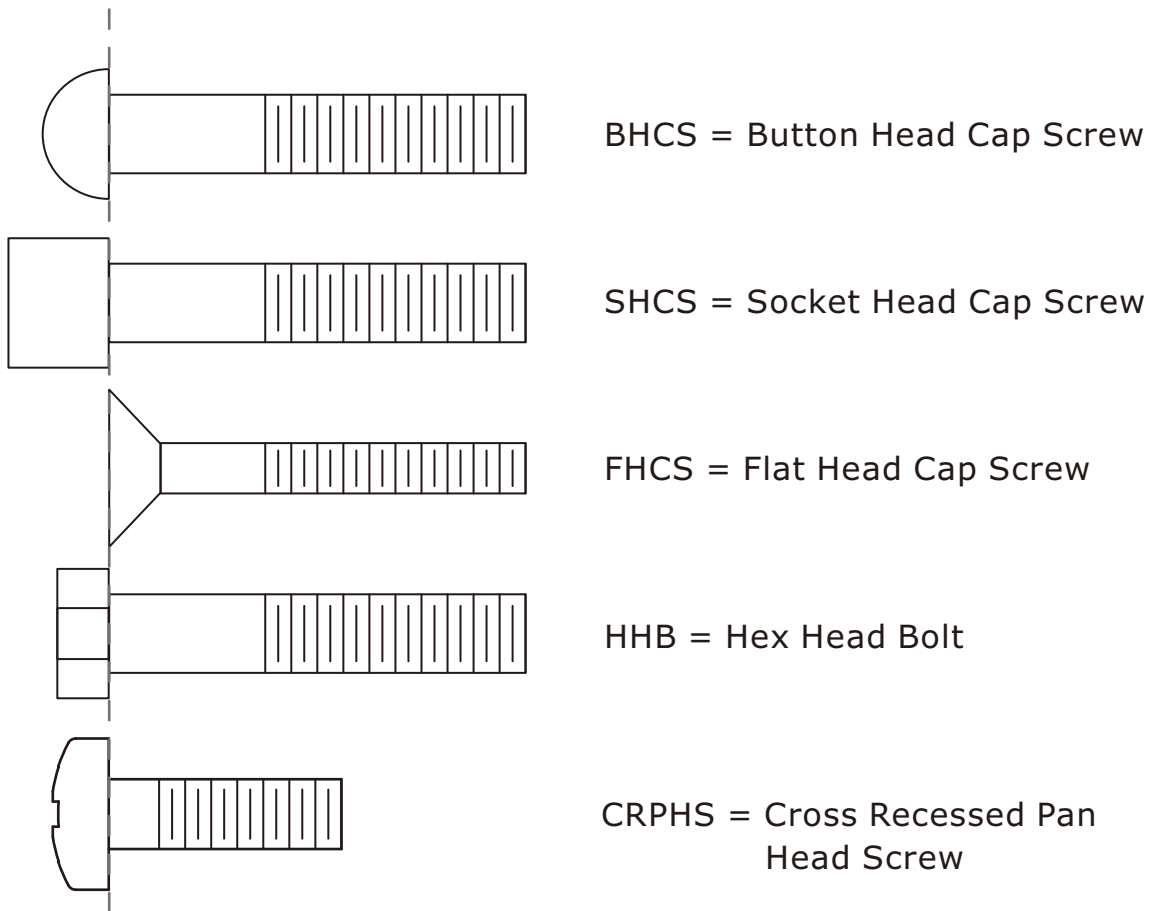 BHCS = Button Head Cap Screw
SHCS = Socket Head Cap Screw
FHCS = Flat Head Cap Screw
HHB = Hex Head Bolt
CRPHS = Cross Recessed Pan
Head Screw